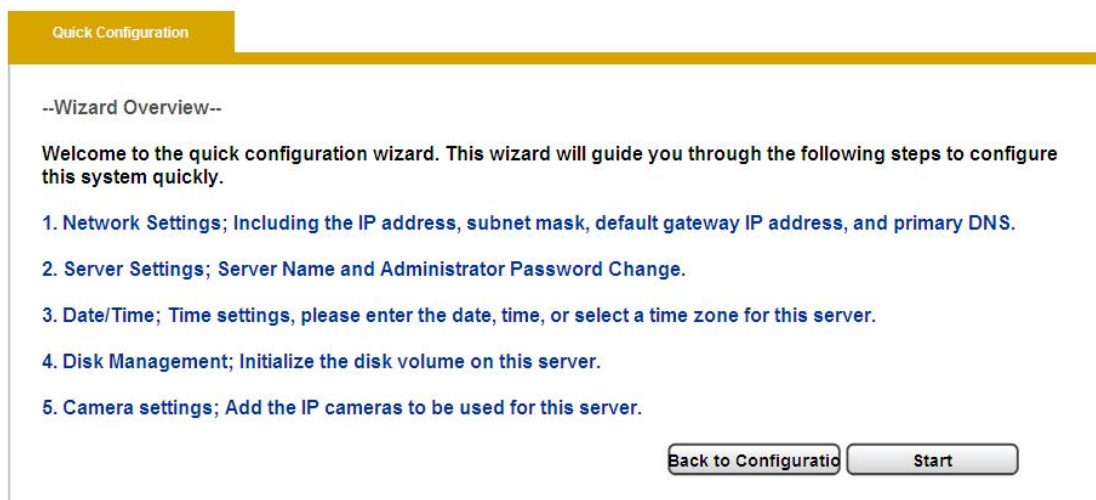 Quick Configuration
--Wizard Overview--
Welcome to the quick configuration wizard. This wizard will guide you through the following steps to configure
this system quickly.
1. Network Settings; Including the IP address, subnet mask, default gateway IP address, and primary DNS.
2. Server Settings; Server Name and Administrator Password Change.
3. Date/Time; Time settings, please enter the date, time, or select a time zone for this server.
4. Disk Management; Initialize the disk volume on this server.
5. Camera settings; Add the IP cameras to be used for this server.
Back to Configuratio Start